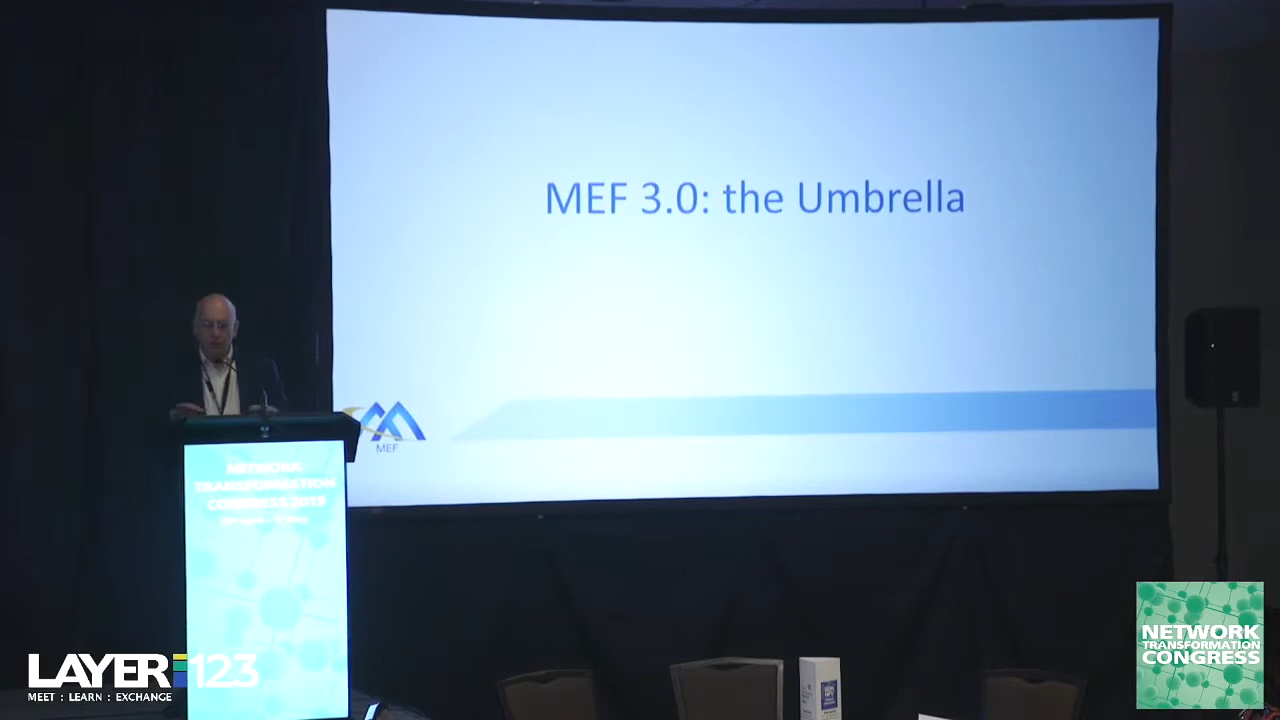 MEF 3.0: the Umbrella
MEF
NETWORK
TRANSFORMATION
CONGRESS 2019
LAYER123
MEET : LEARN : EXCHANGE
NETWORK
TRANSFORMATION
CONGRESS